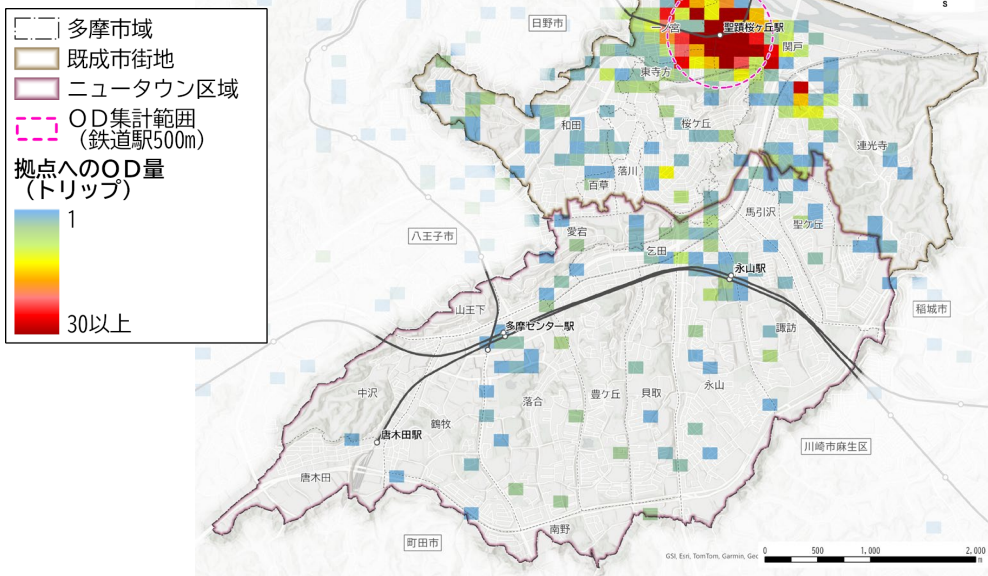 S
多摩市域
既成市街地
ニュータウン区域
OD集計範囲
(鉄道駅500m)
拠点へのOD量
(トリップ)
1
30以上
日野市
一ノ宮
聖蹟桜ヶ丘駅
関戸
東寺方
和田
桜ケ丘
連光寺
落川
百草
愛宕
馬引沢
聖ケ丘
八王子市
乞田
永山駅
山王下
多摩センター駅
稲城市
諏訪
中沢
落合
豊ケ丘
貝取
永山
鶴牧
唐木田駅
川崎市麻生区
唐木田
南野
町田市
GSI, Esri, TomTom, Garmin, Geo
0 500 1,000 2,000
m